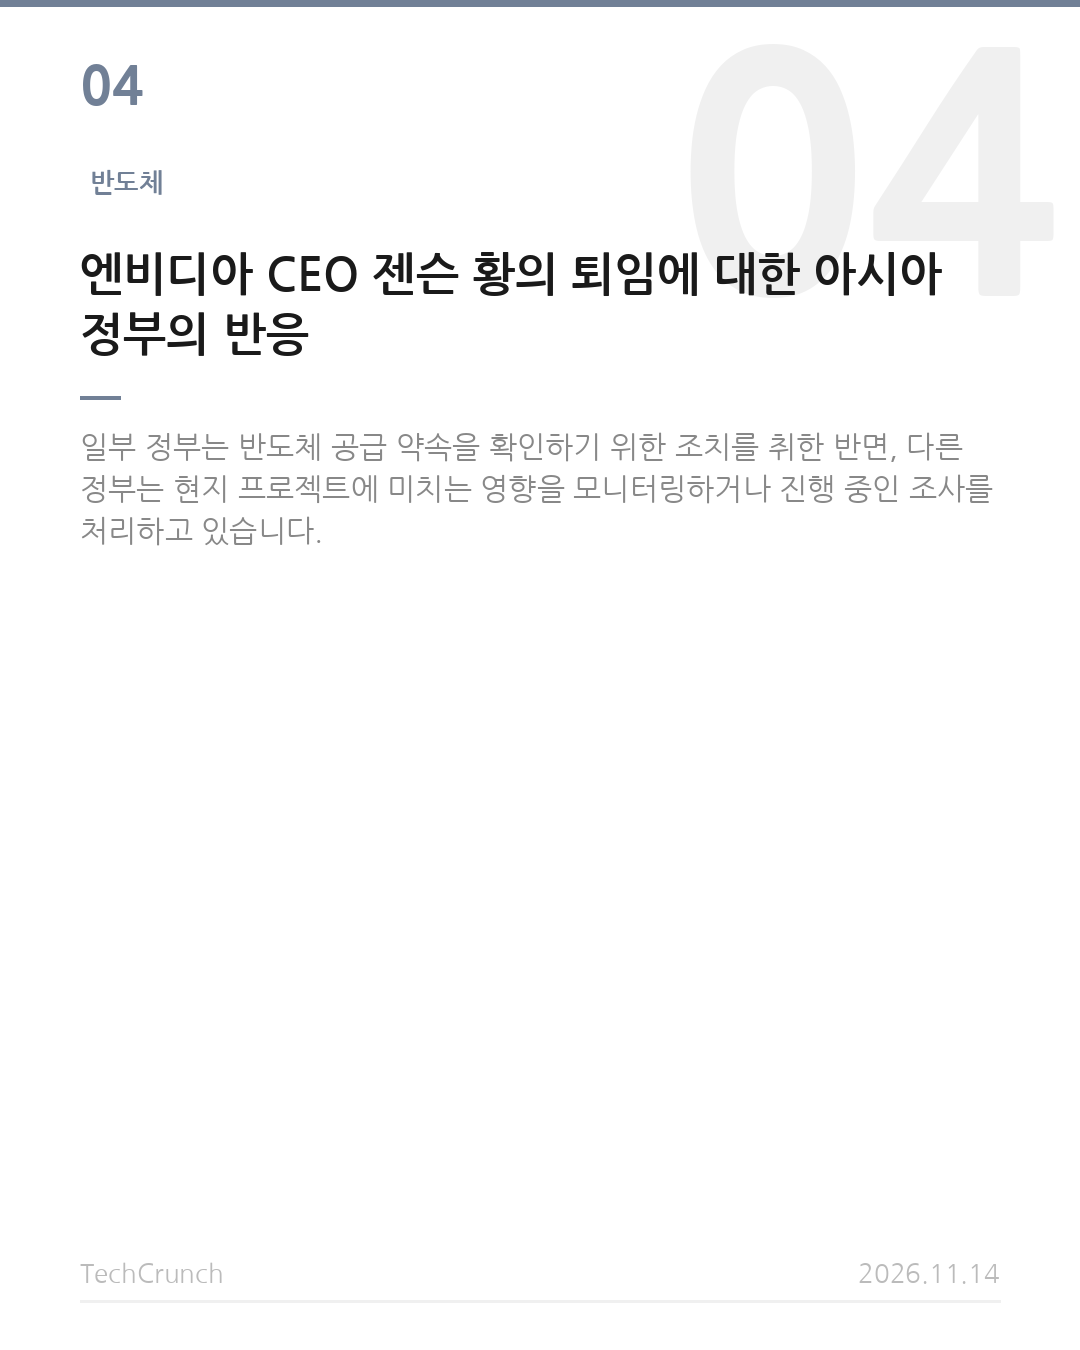 04
04
반도체
엔비디아 CEO 젠슨 황의 퇴임에 대한 아시아
정부의 반응
일부 정부는 반도체 공급 약속을 확인하기 위한 조치를 취한 반면, 다른
정부는 현지 프로젝트에 미치는 영향을 모니터링하거나 진행 중인 조사를
처리하고 있습니다.
TechCrunch
2026.11.14